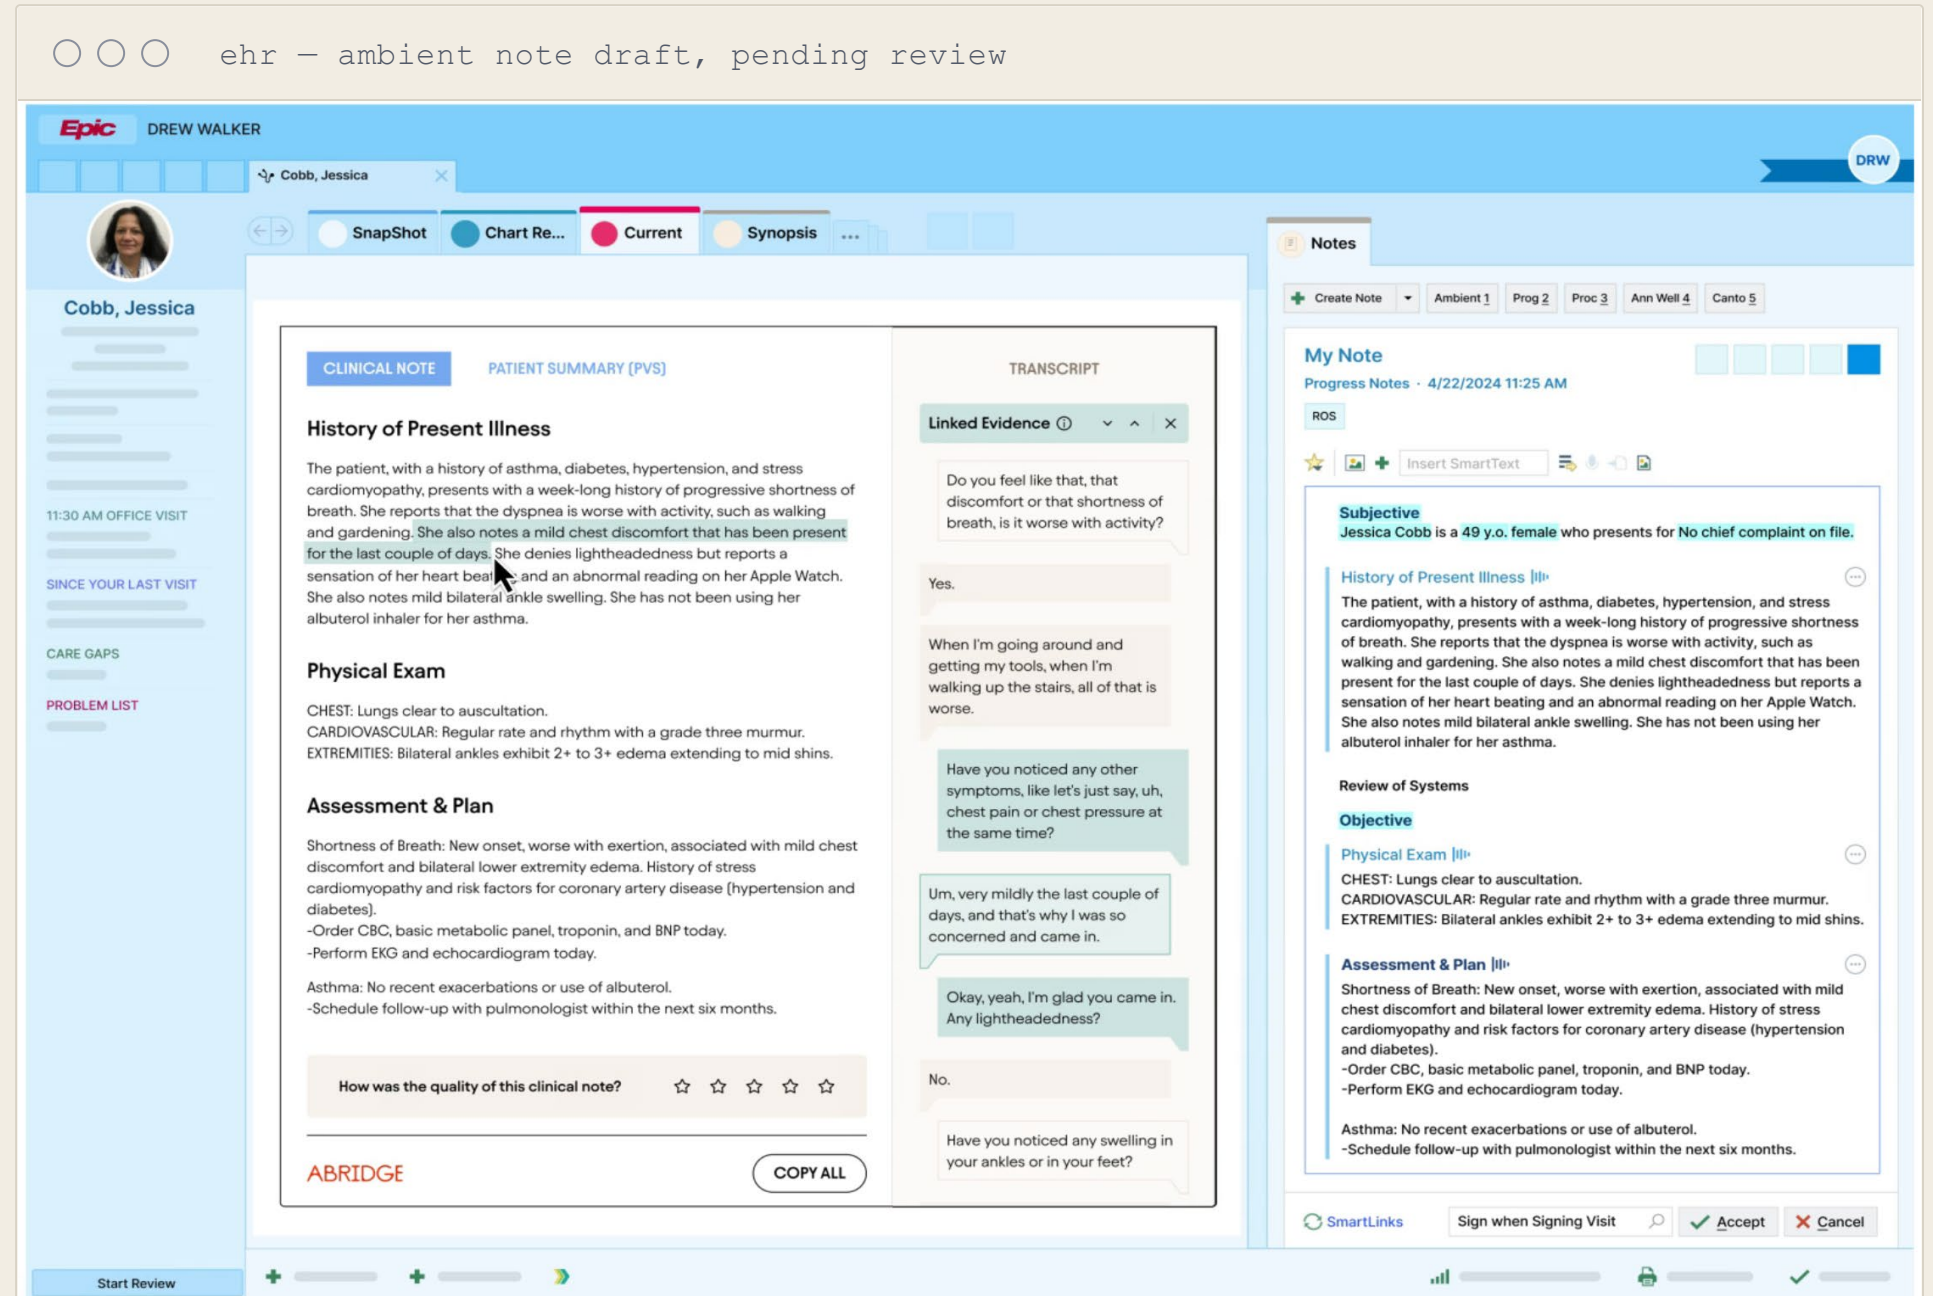 ehr — ambient note draft, pending review
Epic
DREW WALKER
DRW
Cobb, Jessica
Cobb, Jessica
11:30 AM OFFICE VISIT
SINCE YOUR LAST VISIT
CARE GAPS
PROBLEM LIST
Start Review
SnapShot
Chart Re...
Current
Synopsis
...
CLINICAL NOTE
PATIENT SUMMARY (PVS)
History of Present Illness
The patient, with a history of asthma, diabetes, hypertension, and stress
cardiomyopathy, presents with a week-long history of progressive shortness of
breath. She reports that the dyspnea is worse with activity, such as walking
and gardening. She also notes a mild chest discomfort that has been present
for the last couple of days. She denies lightheadedness but reports a
sensation of her heart beat and an abnormal reading on her Apple Watch.
She also notes mild bilateral ankle swelling. She has not been using her
albuterol inhaler for her asthma.
Physical Exam
CHEST: Lungs clear to auscultation.
CARDIOVASCULAR: Regular rate and rhythm with a grade three murmur.
EXTREMITIES: Bilateral ankles exhibit 2+ to 3+ edema extending to mid shins.
Assessment & Plan
Shortness of Breath: New onset, worse with exertion, associated with mild chest
discomfort and bilateral lower extremity edema. History of stress
cardiomyopathy and risk factors for coronary artery disease (hypertension and
diabetes).
-Order CBC, basic metabolic panel, troponin, and BNP today.
-Perform EKG and echocardiogram today.
Asthma: No recent exacerbations or use of albuterol.
-Schedule follow-up with pulmonologist within the next six months.
How was the quality of this clinical note?
ABRIDGE
COPY ALL
TRANSCRIPT
Linked Evidence
Do you feel like that, that
discomfort or that shortness of
breath, is it worse with activity?
Yes.
When I'm going around and
getting my tools, when I'm
walking up the stairs, all of that is
worse.
Have you noticed any other
symptoms, like let's just say, uh,
chest pain or chest pressure at
the same time?
Um, very mildly the last couple of
days, and that's why I was so
concerned and came in.
Okay, yeah, I'm glad you came in.
Any lightheadedness?
No.
Have you noticed any swelling in
your ankles or in your feet?
Notes
Create Note
Ambient 1
Prog 2
Proc 3
Ann Well 4
Canto 5
My Note
Progress Notes · 4/22/2024 11:25 AM
ROS
Insert SmartText
Subjective
Jessica Cobb is a 49 y.o. female who presents for No chief complaint on file.
History of Present Illness
The patient, with a history of asthma, diabetes, hypertension, and stress
cardiomyopathy, presents with a week-long history of progressive shortness
of breath. She reports that the dyspnea is worse with activity, such as
walking and gardening. She also notes a mild chest discomfort that has been
present for the last couple of days. She denies lightheadedness but reports a
sensation of her heart beating and an abnormal reading on her Apple Watch.
She also notes mild bilateral ankle swelling. She has not been using her
albuterol inhaler for her asthma.
Review of Systems
Objective
Physical Exam
CHEST: Lungs clear to auscultation.
CARDIOVASCULAR: Regular rate and rhythm with a grade three murmur.
EXTREMITIES: Bilateral ankles exhibit 2+ to 3+ edema extending to mid shins.
Assessment & Plan
Shortness of Breath: New onset, worse with exertion, associated with mild
chest discomfort and bilateral lower extremity edema. History of stress
cardiomyopathy and risk factors for coronary artery disease (hypertension
and diabetes).
-Order CBC, basic metabolic panel, troponin, and BNP today.
-Perform EKG and echocardiogram today.
Asthma: No recent exacerbations or use of albuterol.
-Schedule follow-up with pulmonologist within the next six months.
SmartLinks
Sign when Signing Visit
Accept
Cancel